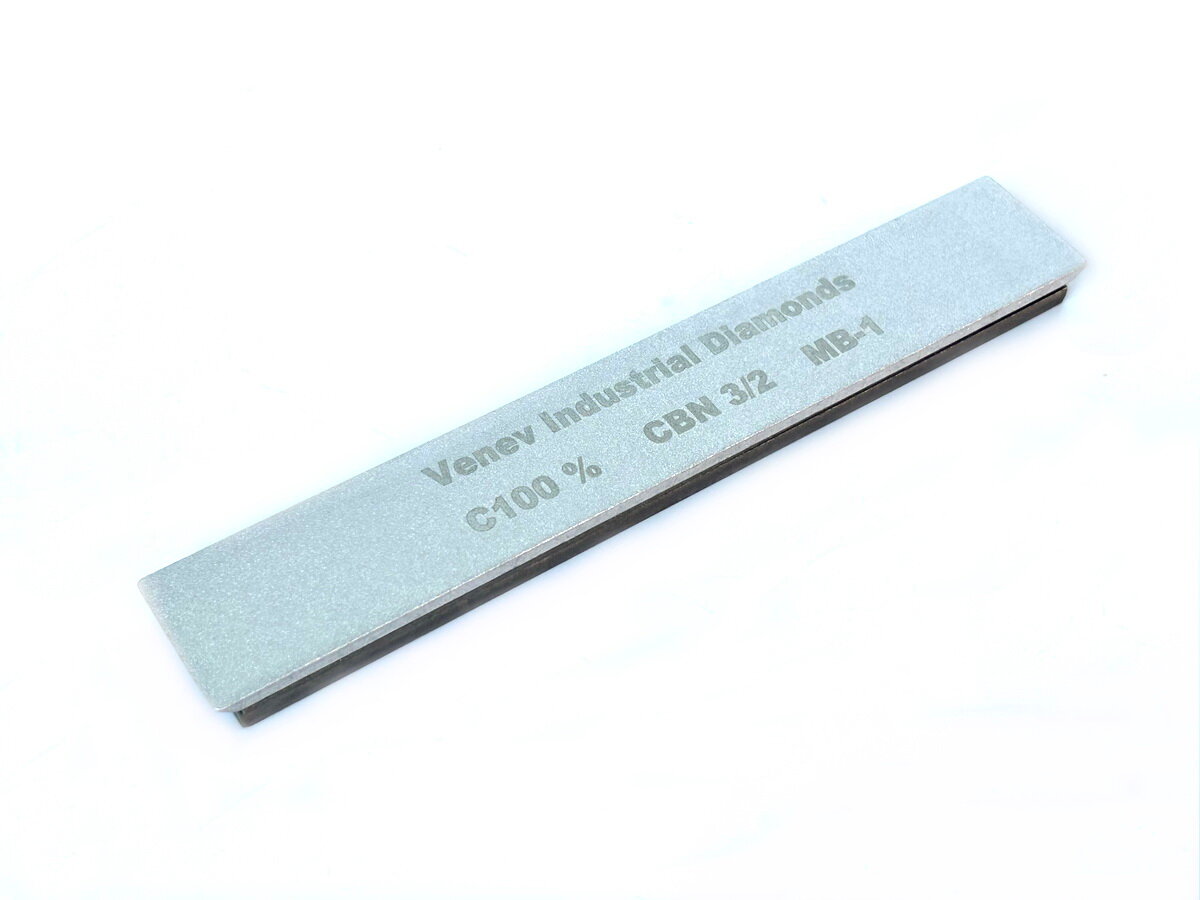 Venev Industrial Diamonds
C100 % CBN 3/2 MB-1